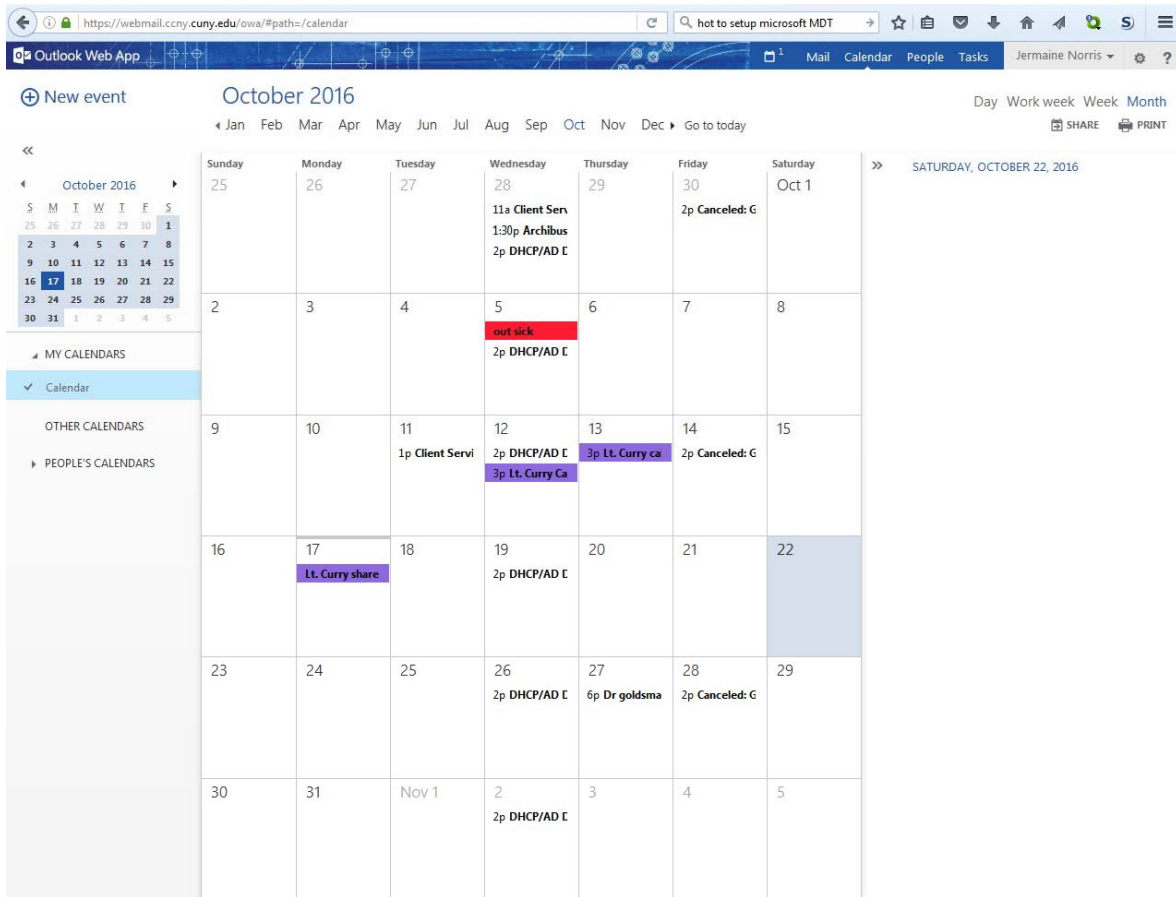 https://webmail.ccny.cuny.edu/owa/#path=/calendar
hot to setup microsoft MDT
Outlook Web App
1 Mail Calendar People Tasks Jermaine Norris ?
New event
October 2016
Day Work week Week Month
Jan Feb Mar Apr May Jun Jul Aug Sep Oct Nov Dec Go to today
SHARE PRINT
October 2016
S M T W T F S
25 26 27 28 29 30 1
2 3 4 5 6 7 8
9 10 11 12 13 14 15
16 17 18 19 20 21 22
23 24 25 26 27 28 29
30 31 1 2 3 4 5
MY CALENDARS
Calendar
OTHER CALENDARS
PEOPLE'S CALENDARS
Sunday Monday Tuesday Wednesday Thursday Friday Saturday
25 26 27 28 29 30 Oct 1
11a Client Serv 2p Canceled: G
1:30p Archibus
2p DHCP/AD D
2 3 4 5 6 7 8
out sick
2p DHCP/AD D
9 10 11 12 13 14 15
1p Client Servi 2p DHCP/AD D 3p Lt. Curry ca 2p Canceled: G
3p Lt. Curry Ca
16 17 18 19 20 21 22
Lt. Curry share 2p DHCP/AD D
23 24 25 26 27 28 29
2p DHCP/AD D 6p Dr goldsma 2p Canceled: G
30 31 Nov 1 2 3 4 5
2p DHCP/AD D
SATURDAY, OCTOBER 22, 2016